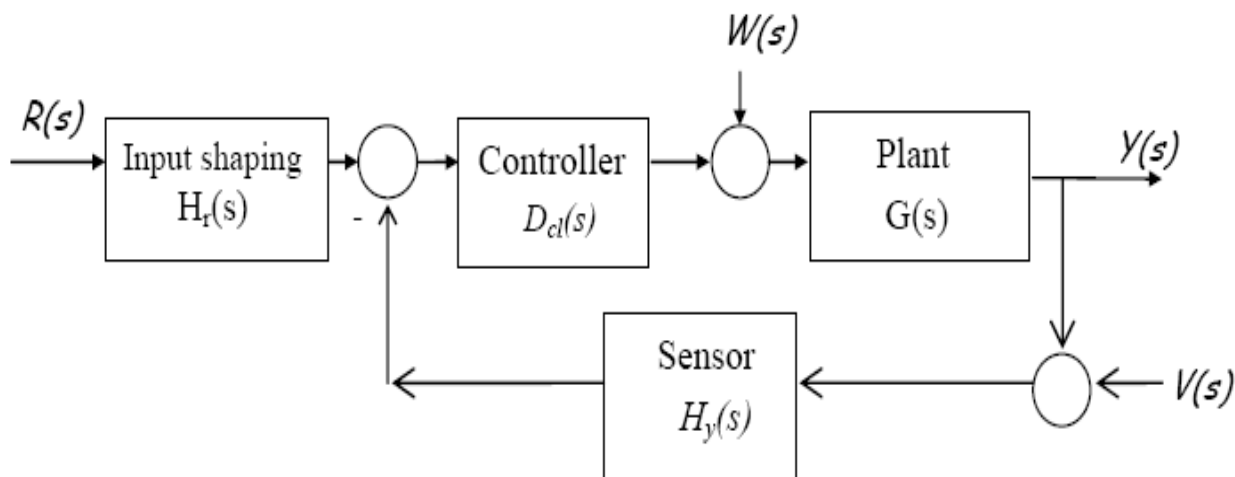 W(s)
R(s)
Input shaping
Hr(s)
Controller
Dcl(s)
Plant
G(s)
Y(s)
-
Sensor
Hy(s)
V(s)